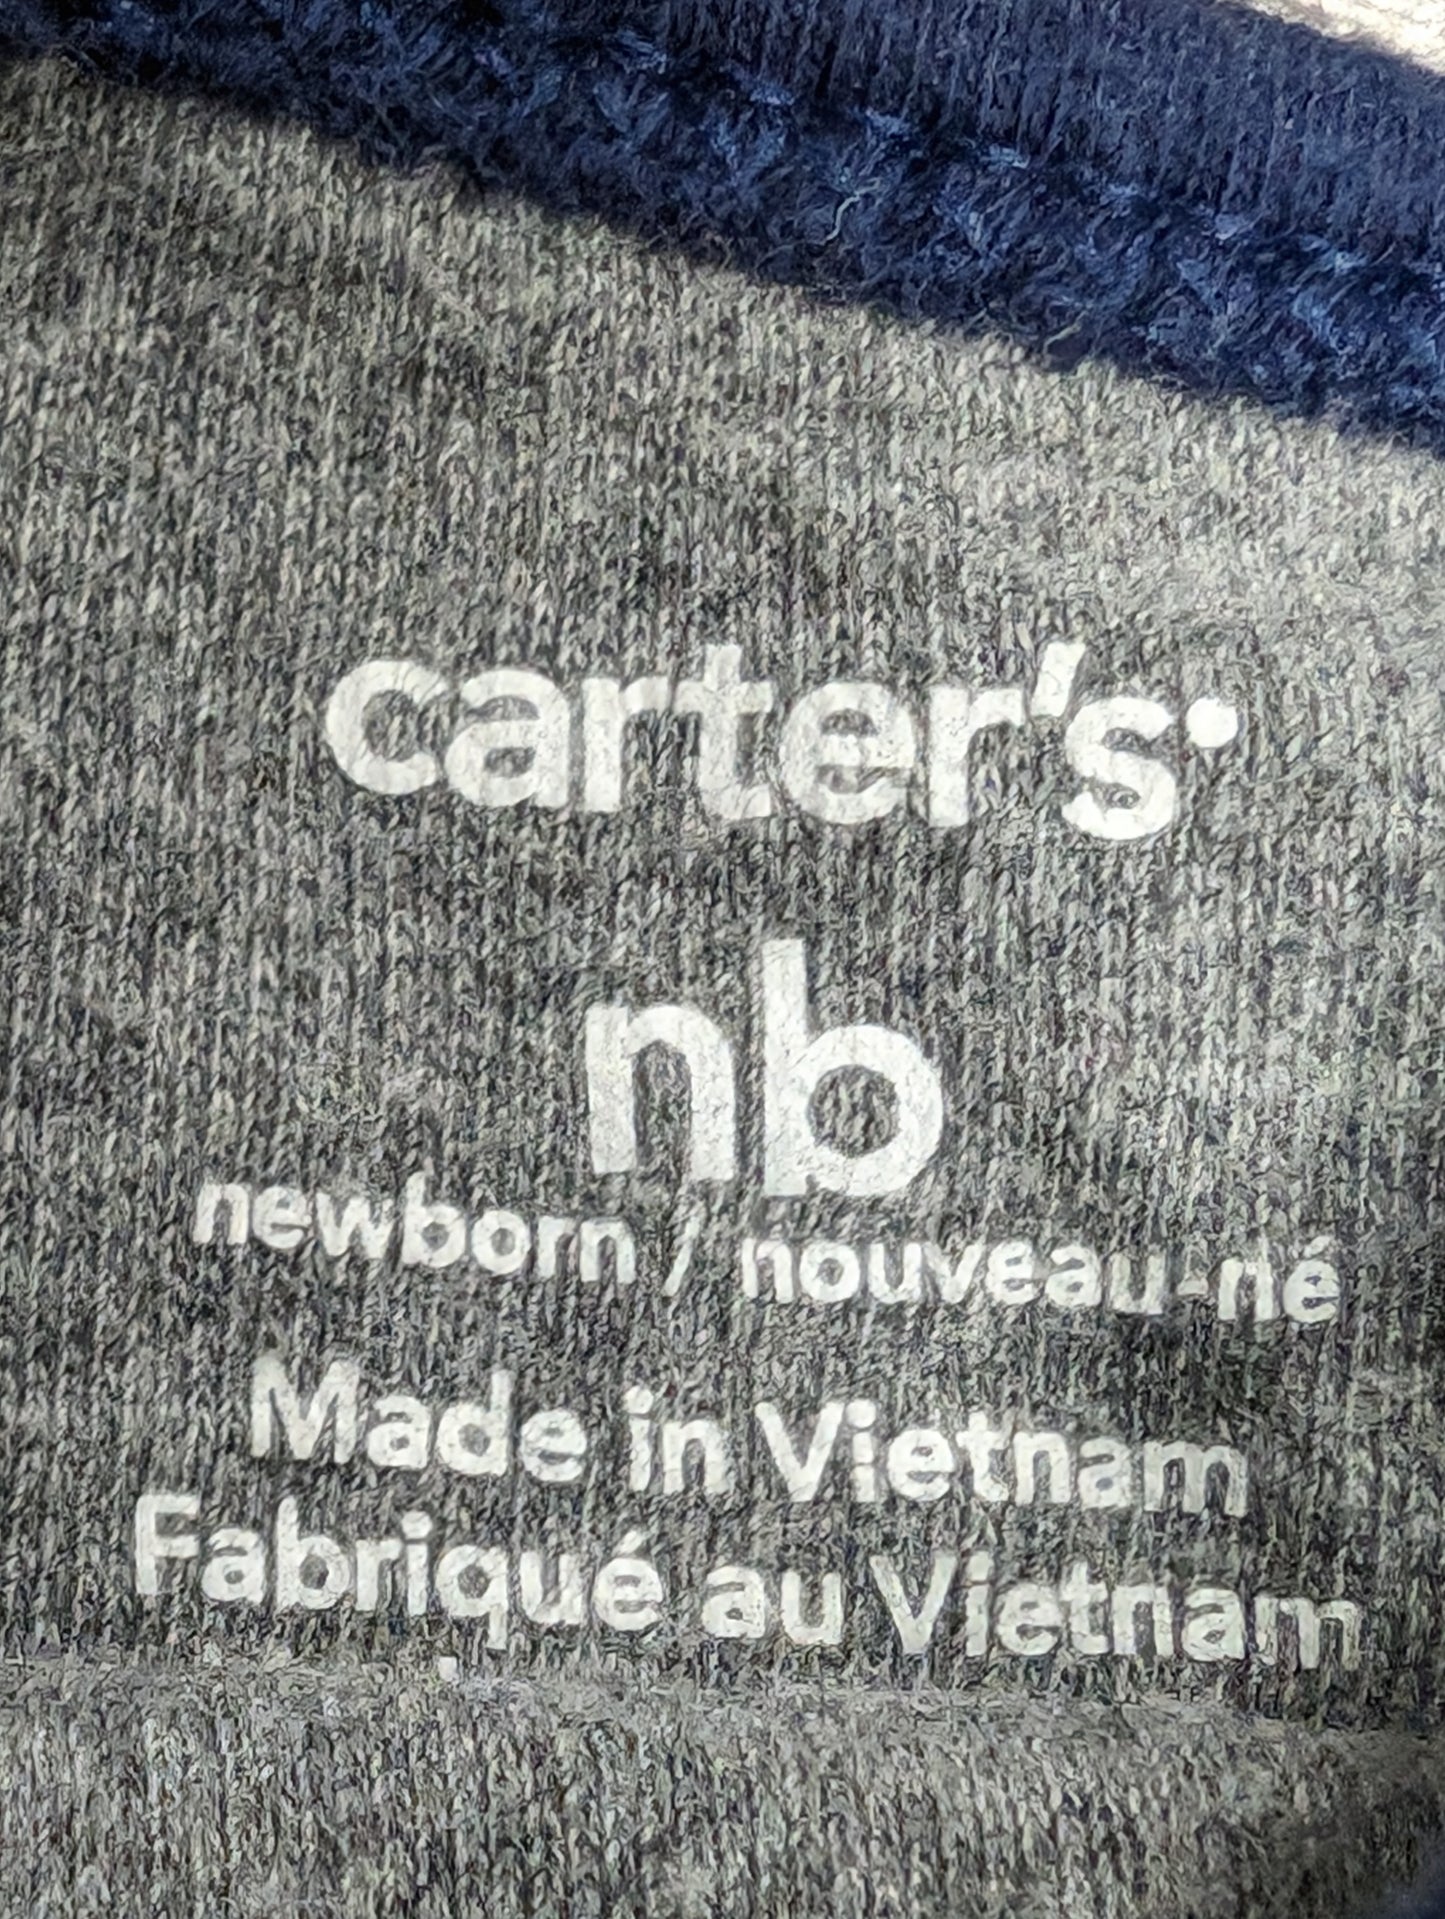 carter's
nb
newborn / nouveau-né
Made in Vietnam
Fabriqué au Vietnam